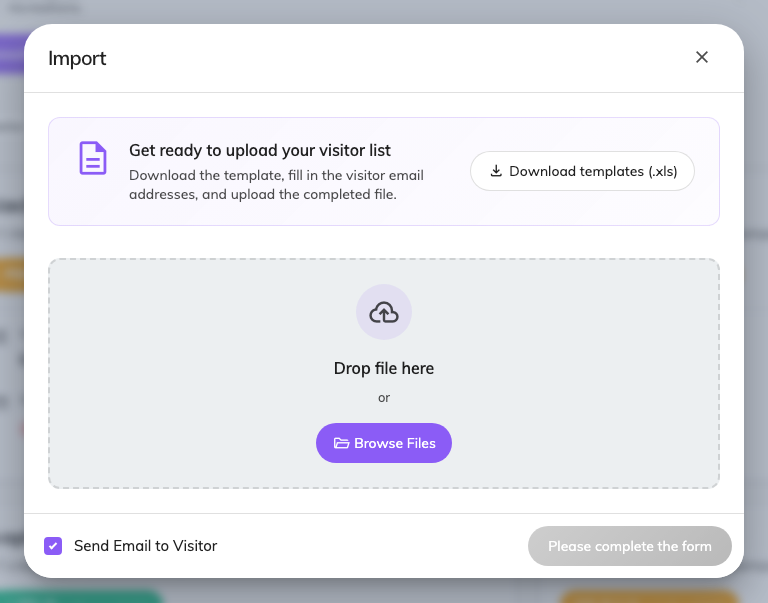 Import
Get ready to upload your visitor list
Download the template, fill in the visitor email
addresses, and upload the completed file.
Download templates (.xls)
Drop file here
or
Browse Files
Send Email to Visitor
Please complete the form